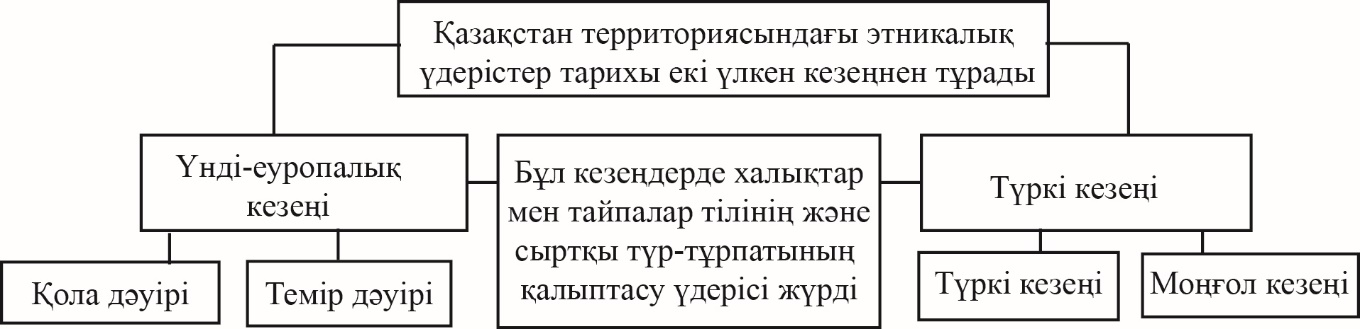 Қазақстан территориясындағы этникалық
үдерістер тарихы екі үлкен кезеңнен тұрады
Үнді-еуропалық
кезеңі
Бұл кезеңдерде халықтар
мен тайпалар тілінің және
сыртқы түр-тұрпатының
қалыптасу үдерісі жүрді
Түркі кезеңі
Қола дәуірі
Темір дәуірі
Түркі кезеңі
Моңғол кезеңі